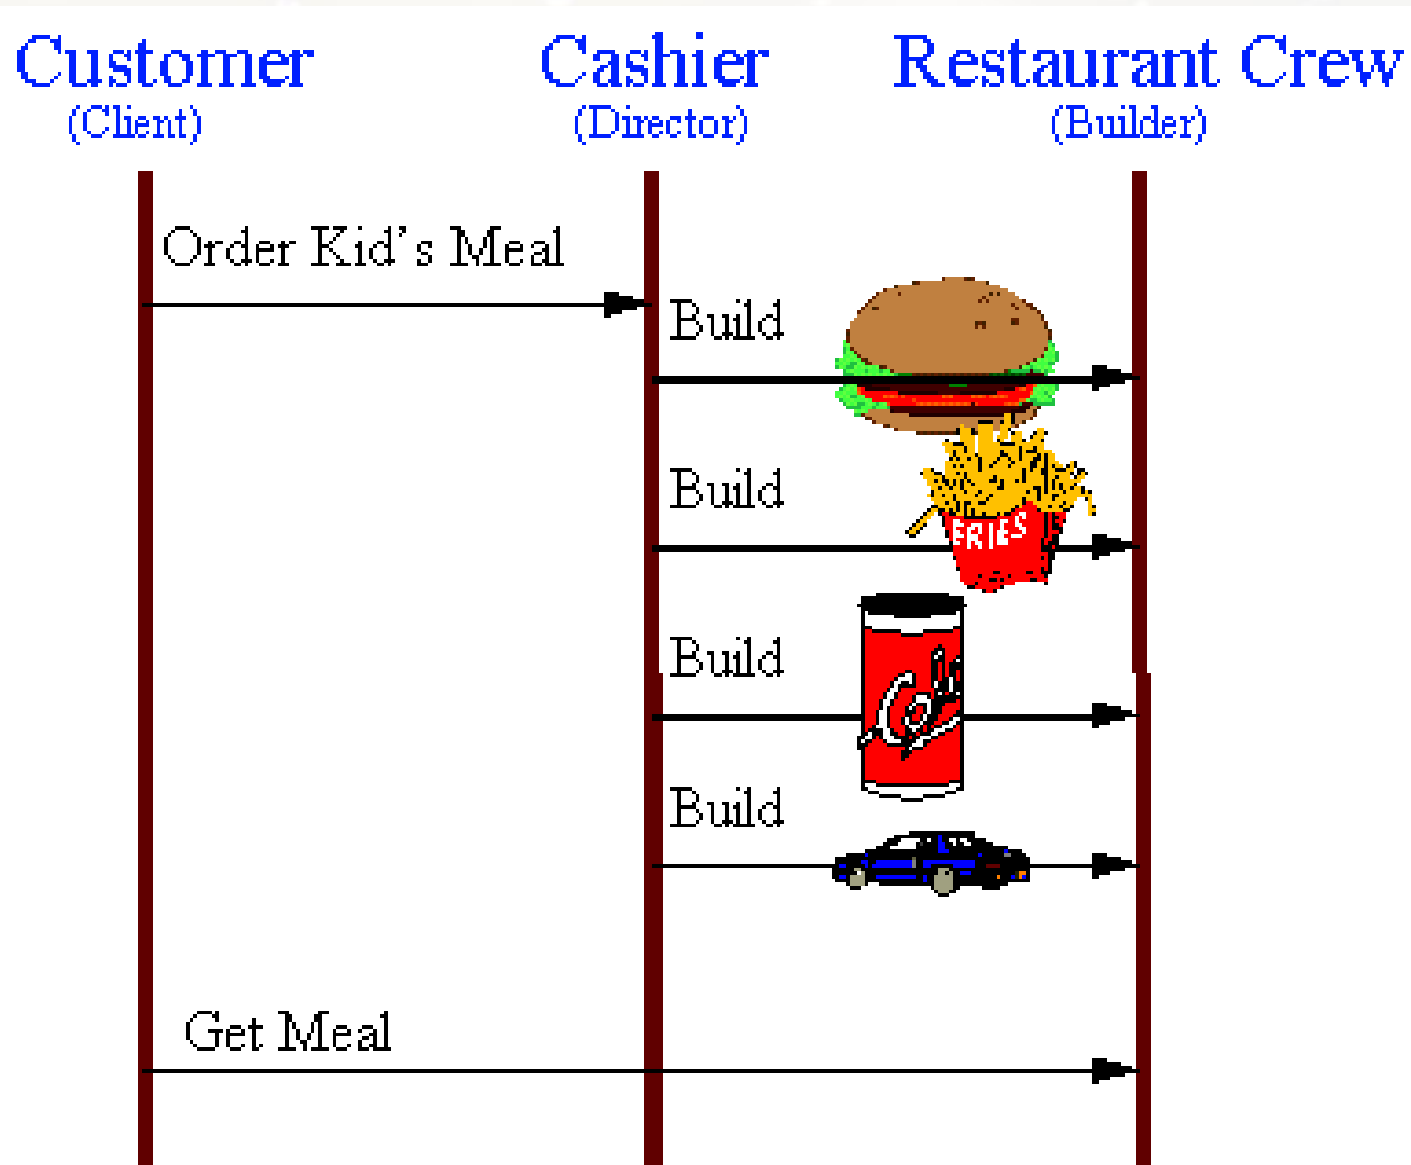 Customer
(Client)
Cashier
(Director)
Restaurant Crew
(Builder)
Order Kid's Meal
Build
Build
FRIES
Build
Build
Get Meal